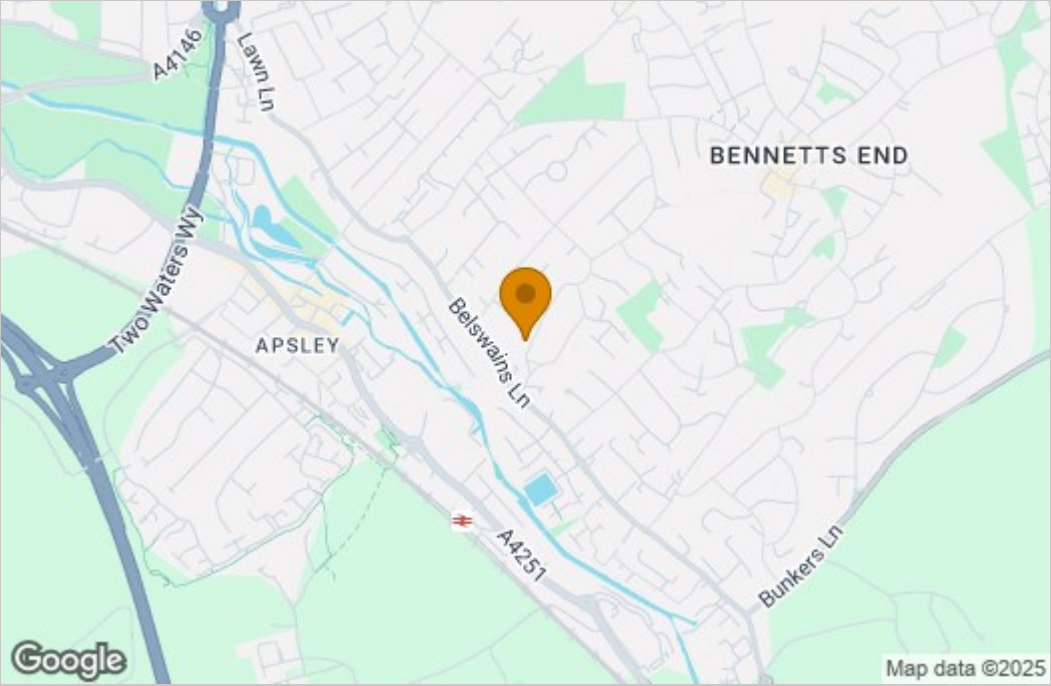 A4146
Lawn Ln
BENNETTS END
Two Waters Wy
Belswains Ln
APSLEY
A4251
Bunkers Ln
Google
Map data ©2025